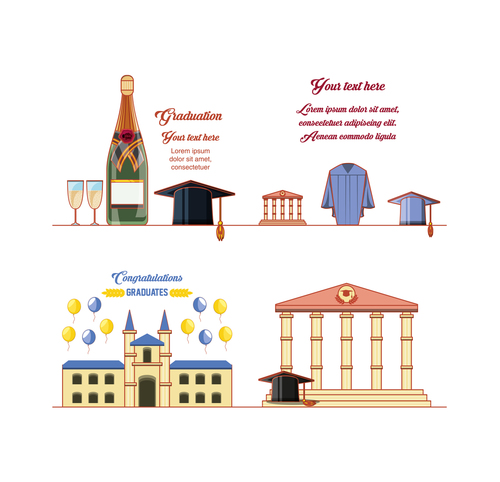 Graduation
Your text here
Lorem ipsum
dolor si amet,
consectetuer
Your text here
Lorem ipsum dolor sit amet,
consectetuer adipiscing elit.
Aenean commodo ligula
Congratulations
GRADUATES